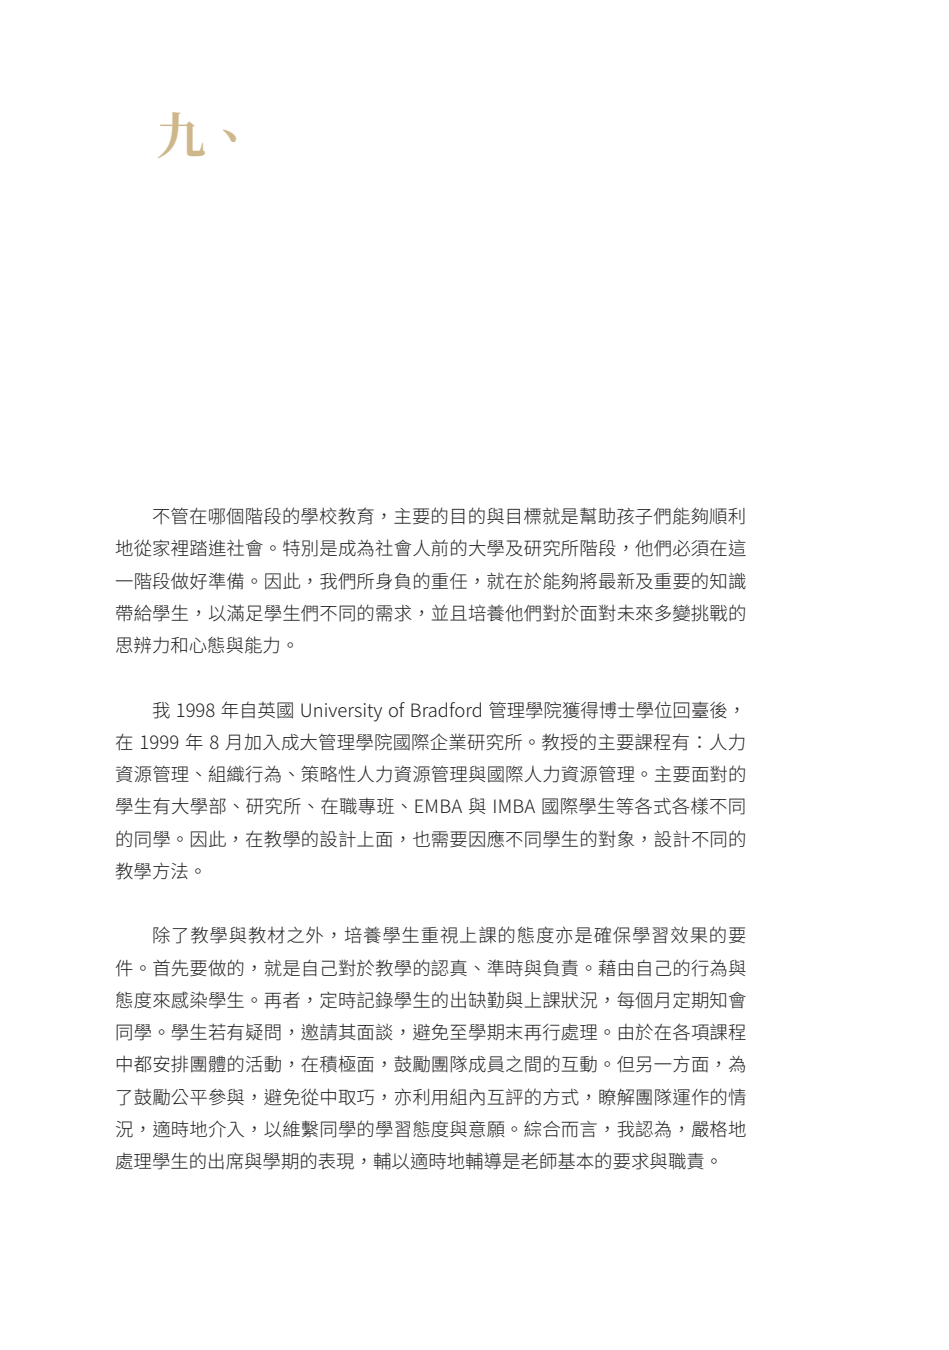 九、
不管在哪個階段的學校教育，主要的目的與目標就是幫助孩子們能夠順利
地從家裡踏進社會。特別是成為社會人前的大學及研究所階段，他們必須在這
一階段做好準備。因此，我們所身負的重任，就在於能夠將最新及重要的知識
帶給學生，以滿足學生們不同的需求，並且培養他們對於面對未來多變挑戰的
思辨力和心態與能力。
我 1998 年自英國 University of Bradford 管理學院獲得博士學位回臺後，
在 1999 年 8 月加入成大管理學院國際企業研究所。教授的主要課程有：人力
資源管理、組織行為、策略性人力資源管理與國際人力資源管理。主要面對的
學生有大學部、研究所、在職專班、EMBA 與 IMBA 國際學生等各式各樣不同
的同學。因此，在教學的設計上面，也需要因應不同學生的對象，設計不同的
教學方法。
除了教學與教材之外，培養學生重視上課的態度亦是確保學習效果的要
件。首先要做的，就是自己對於教學的認真、準時與負責。藉由自己的行為與
態度來感染學生。再者，定時記錄學生的出缺勤與上課狀況，每個月定期知會
同學。學生若有疑問，邀請其面談，避免至學期末再行處理。由於在各項課程
中都安排團體的活動，在積極面，鼓勵團隊成員之間的互動。但另一方面，為
了鼓勵公平參與，避免從中取巧，亦利用組內互評的方式，瞭解團隊運作的情
況，適時地介入，以維繫同學的學習態度與意願。綜合而言，我認為，嚴格地
處理學生的出席與學期的表現，輔以適時地輔導是老師基本的要求與職責。